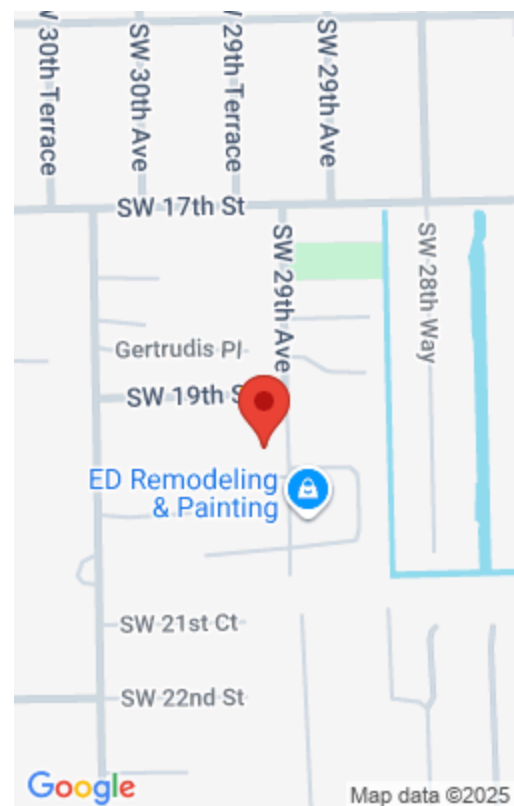 SW 30th Terrace
SW 30th Ave
SW 29th Terrace
SW 29th Ave
SW 17th St
SW 29th Ave
SW 28th Way
Gertrudis Pl
SW 19th S
ED Remodeling
& Painting
SW 21st Ct
SW 22nd St
Google
Map data ©2025